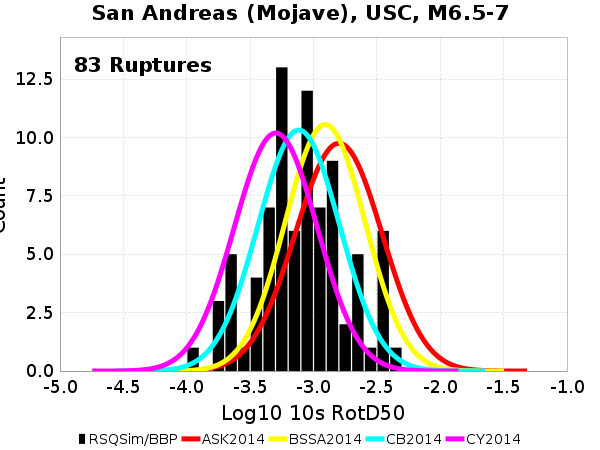 San Andreas (Mojave), USC, M6.5-7
83 Ruptures
12.5
10.0
7.5
5.0
2.5
0.0
Count
-5.0 -4.5 -4.0 -3.5 -3.0 -2.5 -2.0 -1.5 -1.0
Log10 10s RotD50
RSQSim/BBP ASK2014 BSSA2014 CB2014 CY2014